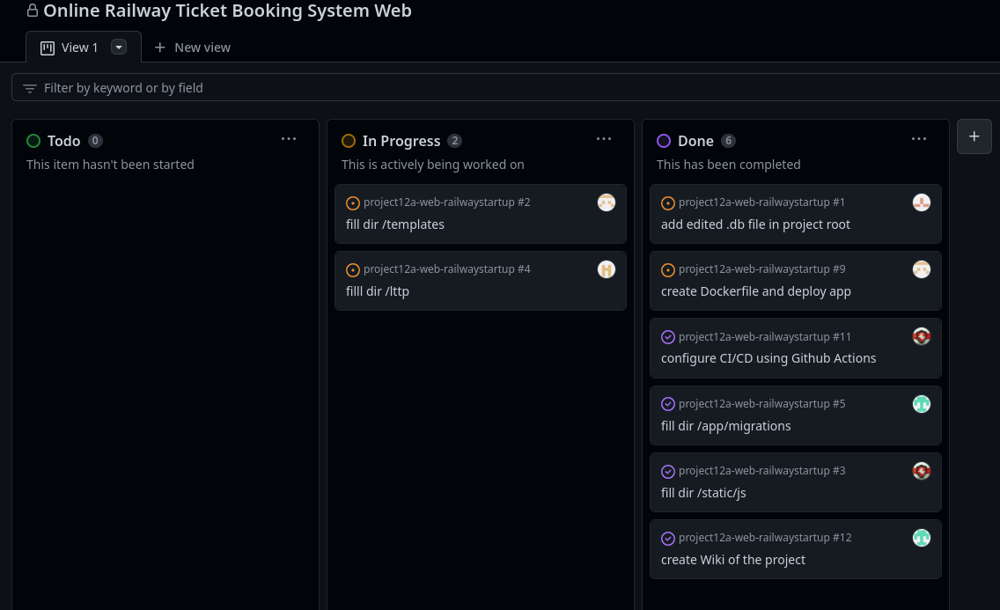 Online Railway Ticket Booking System Web
View 1
New view
Filter by keyword or by field
Todo 0
This item hasn't been started
In Progress 2
This is actively being worked on
project12a-web-railwaystartup #2
fill dir /templates
project12a-web-railwaystartup #4
filll dir /lttp
Done 6
This has been completed
project12a-web-railwaystartup #1
add edited .db file in project root
project12a-web-railwaystartup #9
create Dockerfile and deploy app
project12a-web-railwaystartup #11
configure CI/CD using Github Actions
project12a-web-railwaystartup #5
fill dir /app/migrations
project12a-web-railwaystartup #3
fill dir /static/js
project12a-web-railwaystartup #12
create Wiki of the project